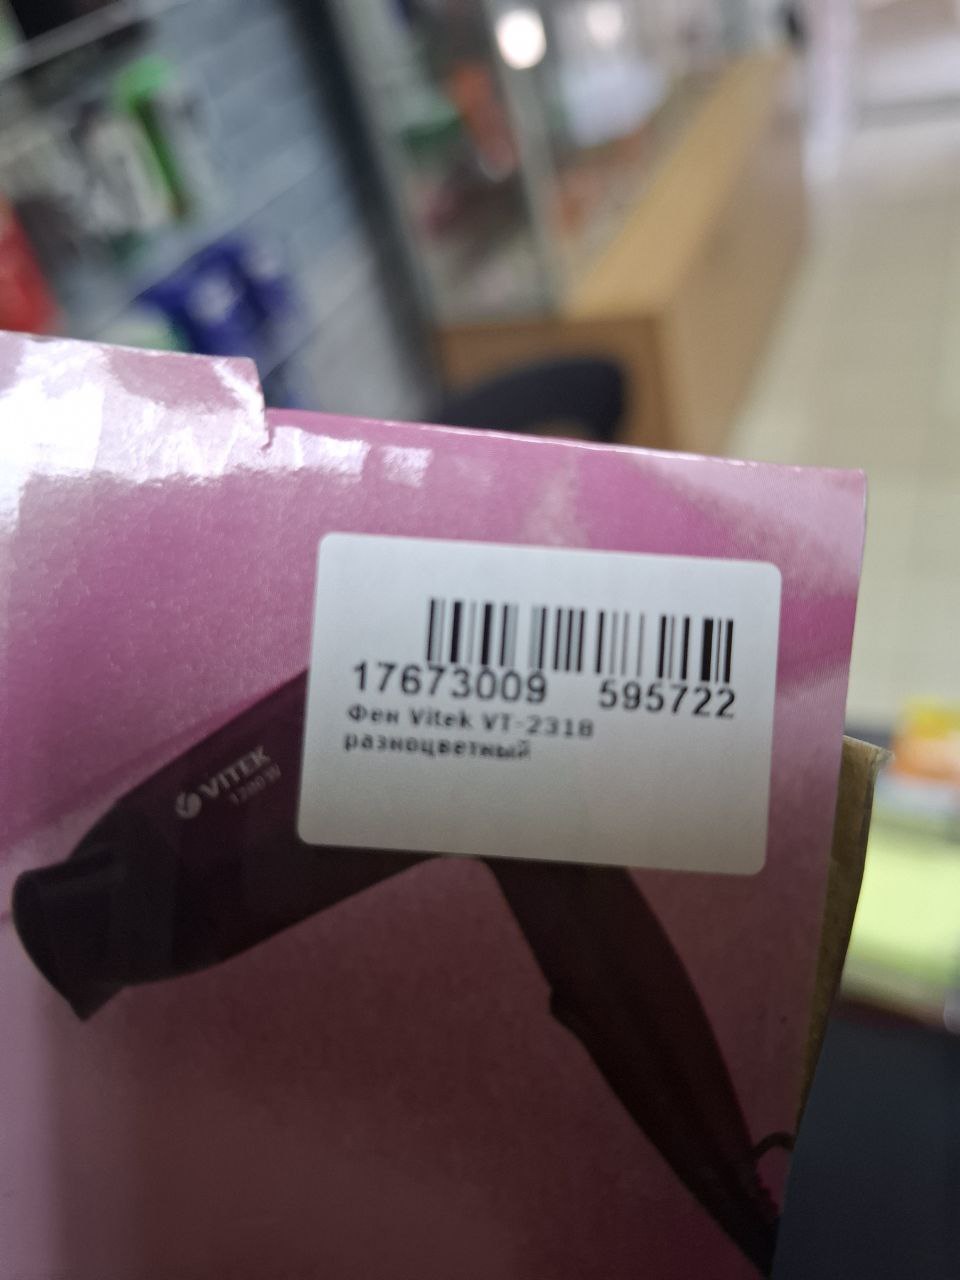 17673009 595722
Фен Vitek VT-2318
разноцветный
VITEK